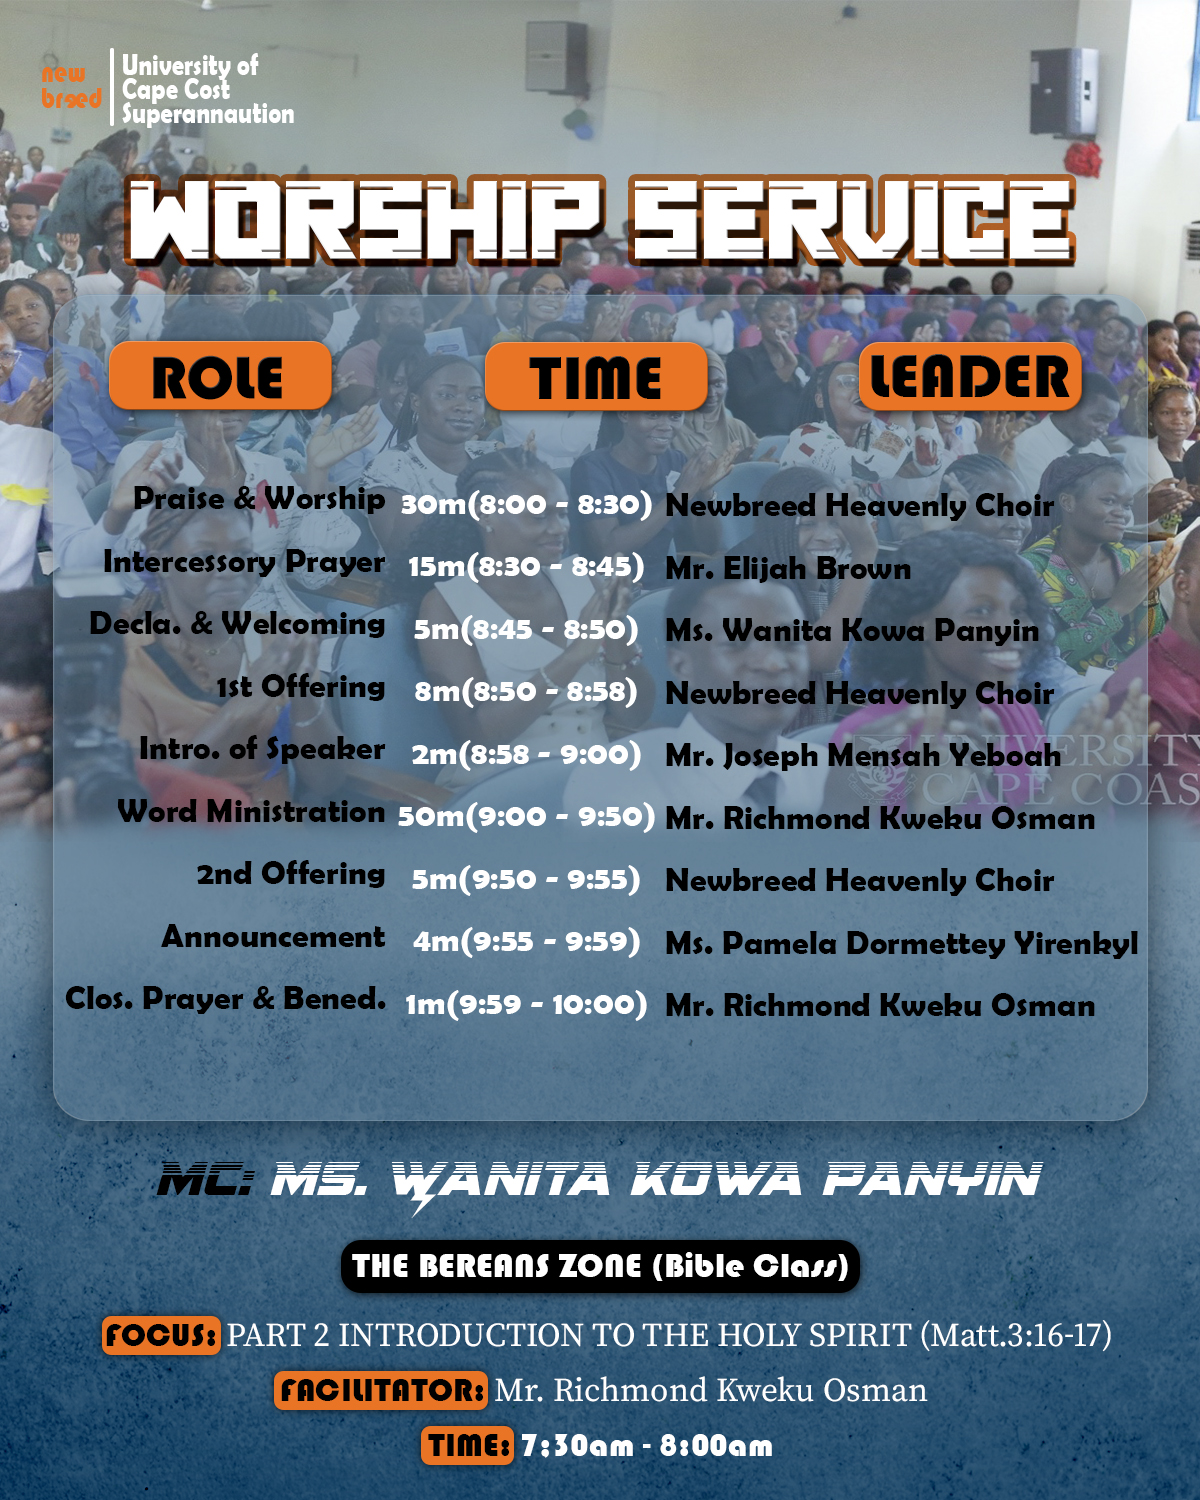 new
breed
University of
Cape Cost
Superannaution
WORSHIP SERVICE
ROLE TIME LEADER
Praise & Worship 30m(8:00 - 8:30) Newbreed Heavenly Choir
Intercessory Prayer 15m(8:30 - 8:45) Mr. Elijah Brown
Decla. & Welcoming 5m(8:45 - 8:50) Ms. Wanita Kowa Panyin
1st Offering 8m(8:50 - 8:58) Newbreed Heavenly Choir
Intro. of Speaker 2m(8:58 - 9:00) Mr. Joseph Mensah Yeboah
Word Ministration 50m(9:00 - 9:50) Mr. Richmond Kweku Osman
2nd Offering 5m(9:50 - 9:55) Newbreed Heavenly Choir
Announcement 4m(9:55 - 9:59) Ms. Pamela Dormettey Yirenkyl
Clos. Prayer & Bened. 1m(9:59 - 10:00) Mr. Richmond Kweku Osman
UNIVERSITY
CAPE COAS
MC: MS. WANITA KOWA PANYIN
THE BEREANS ZONE (Bible Class)
FOCUS: PART 2 INTRODUCTION TO THE HOLY SPIRIT (Matt.3:16-17)
FACILITATOR: Mr. Richmond Kweku Osman
TIME: 7:30am - 8:00am